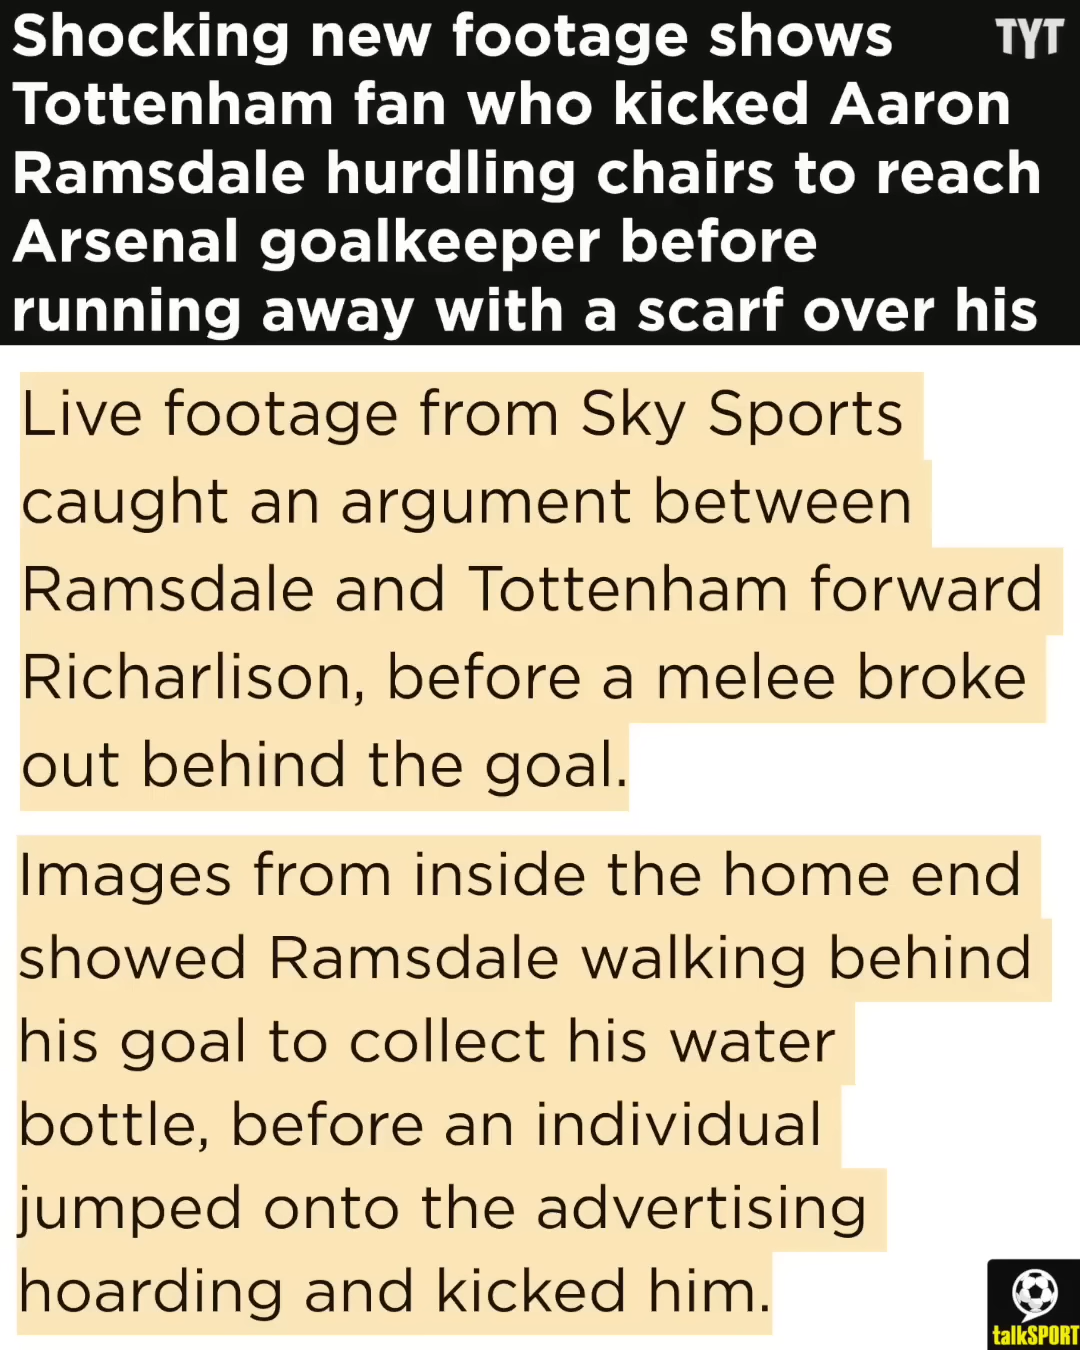 Shocking new footage shows
TYT
Tottenham fan who kicked Aaron
Ramsdale hurdling chairs to reach
Arsenal goalkeeper before
running away with a scarf over his
Live footage from Sky Sports
caught an argument between
Ramsdale and Tottenham forward
Richarlison, before a melee broke
out behind the goal.
Images from inside the home end
showed Ramsdale walking behind
his goal to collect his water
bottle, before an individual
jumped onto the advertising
hoarding and kicked him.
talkSPORT